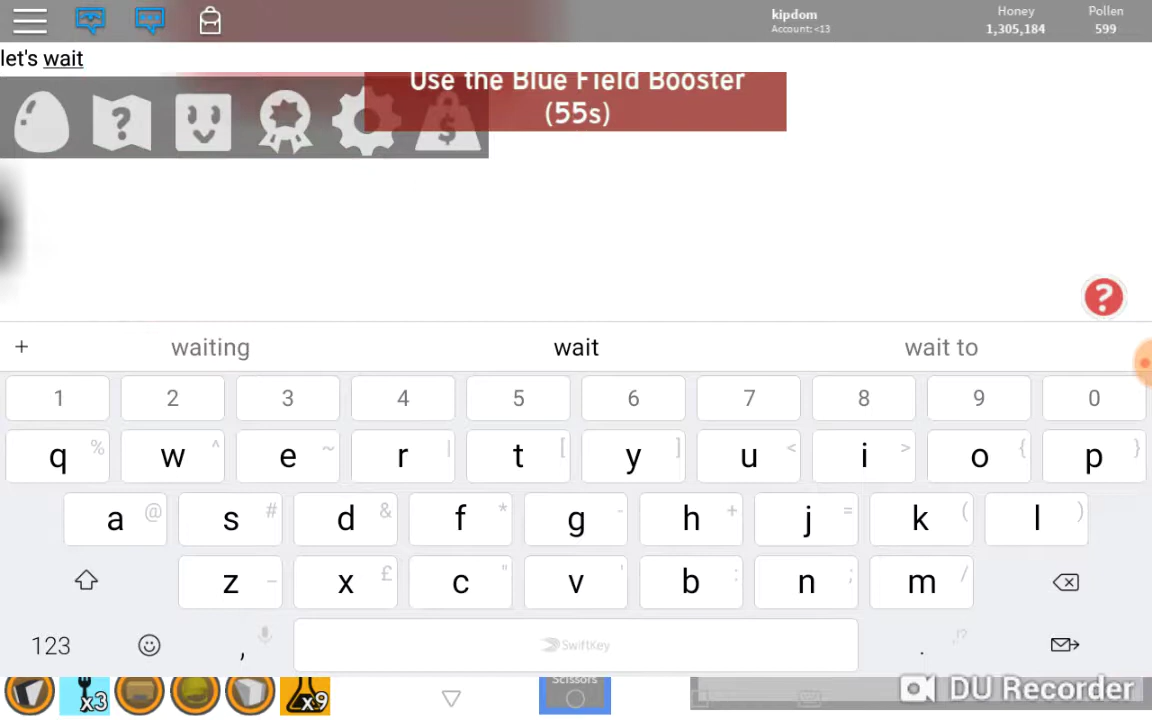 kipdom
Account: <13
Honey
1,305,184
Pollen
599
let's wait
Use the Blue Field Booster
(55s)
?
$
?
+ waiting wait wait to
1 2 3 4 5 6 7 8 9 0
q % w ^ e ~ r | t [ y ] u < i > o { p }
a @ s # d & f * g - h + j = k ( l )
z _ x £ c " v ' b : n ; m /
123 , SwiftKey . ,!?
x3 x9 Scissors DU Recorder